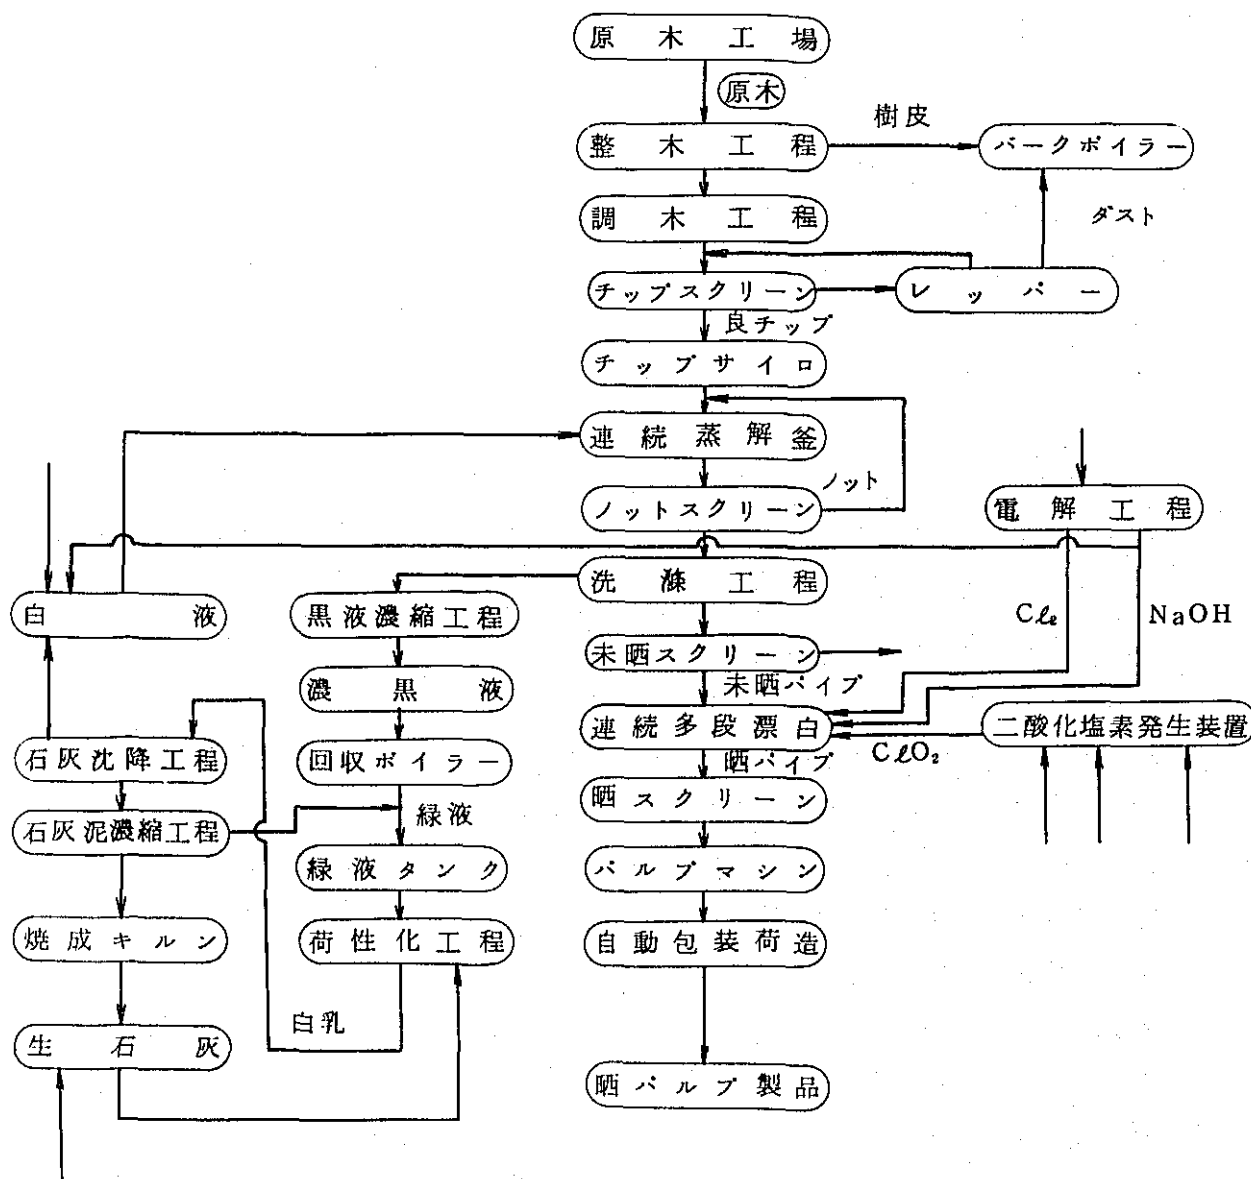 原木工場
原木
整木工程
樹皮
バークボイラー
調木工程
ダスト
チップスクリーン
レッパー
良チップ
チップサイロ
連続蒸解釜
ノットスクリーン
ノット
電解工程
白液
黒液濃縮工程
洗滌工程
Cℓ₂
NaOH
未晒スクリーン
濃黒液
未晒パイプ
連続多段漂白
二酸化塩素発生装置
CℓO₂
石灰沈降工程
回収ボイラー
晒パイプ
晒スクリーン
石灰泥濃縮工程
緑液
緑液タンク
パルプマシン
焼成キルン
苛性化工程
自動包装荷造
白乳
生石灰
晒パルプ製品